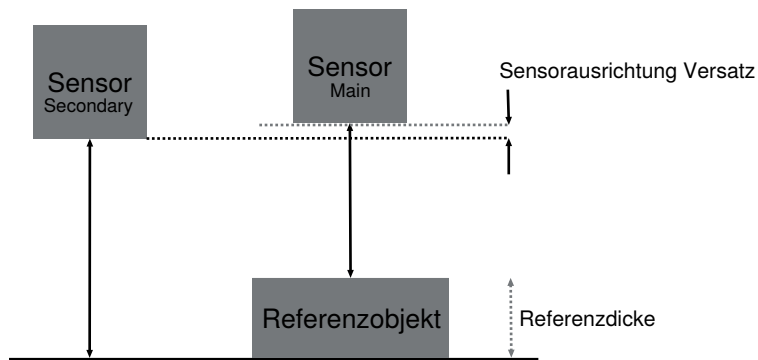 Sensor
Secondary
Sensor
Main
Sensorausrichtung Versatz
Referenzobjekt
Referenzdicke